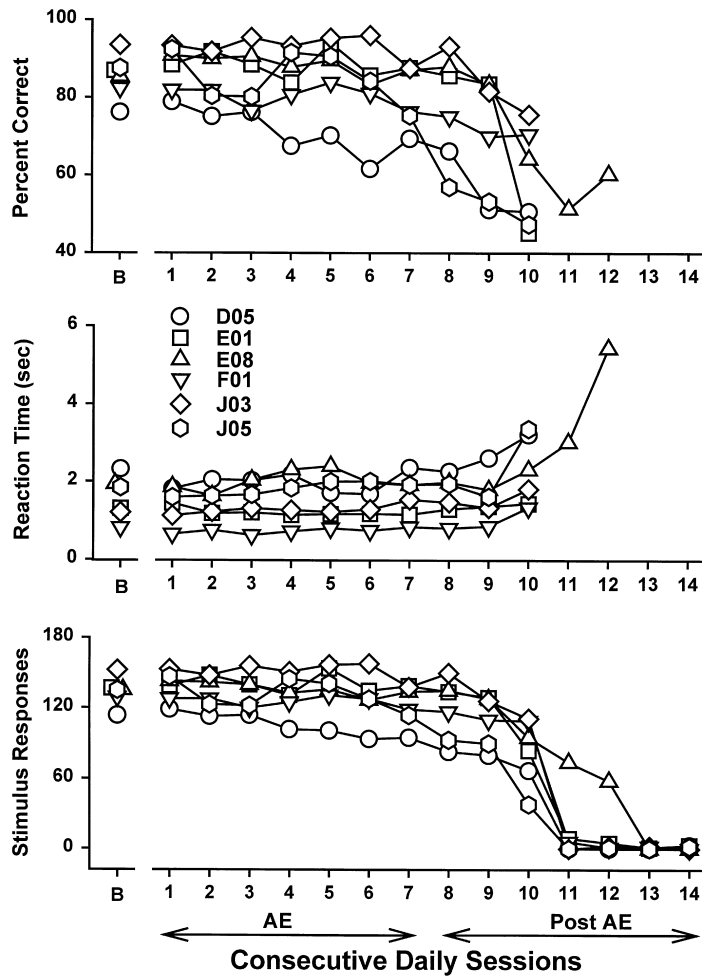 100
80
60
40
Percent Correct
B 1 2 3 4 5 6 7 8 9 10 11 12 13 14
6
4
2
0
Reaction Time (sec)
D05
E01
E08
F01
J03
J05
B 1 2 3 4 5 6 7 8 9 10 11 12 13 14
180
120
60
0
Stimulus Responses
B 1 2 3 4 5 6 7 8 9 10 11 12 13 14
AE Post AE
Consecutive Daily Sessions